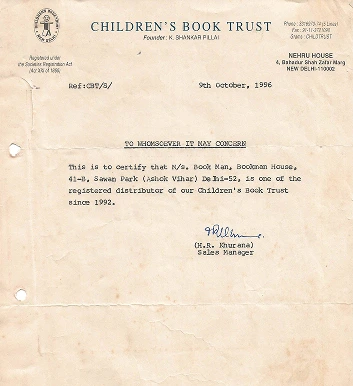 CHILDREN'S BOOK TRUST
Founder: K. SHANKAR PILLAI
Registered under
the Societies Registration Act
(Act XXI of 1860)
NEHRU HOUSE
4, Bahadur Shah Zafar Marg
NEW DELHI-110002
Ref:CBT/S/
9th October, 1996
TO WHOMSOEVER IT MAY CONCERN
This is to certify that M/s. Book Man, Bookmen House,
41-B, Sawan Park (Ashok Vihar) Delhi-52, is one of the
registered distributor of our Children's Book Trust
since 1992.
(H.R. Khurana)
Sales Manager